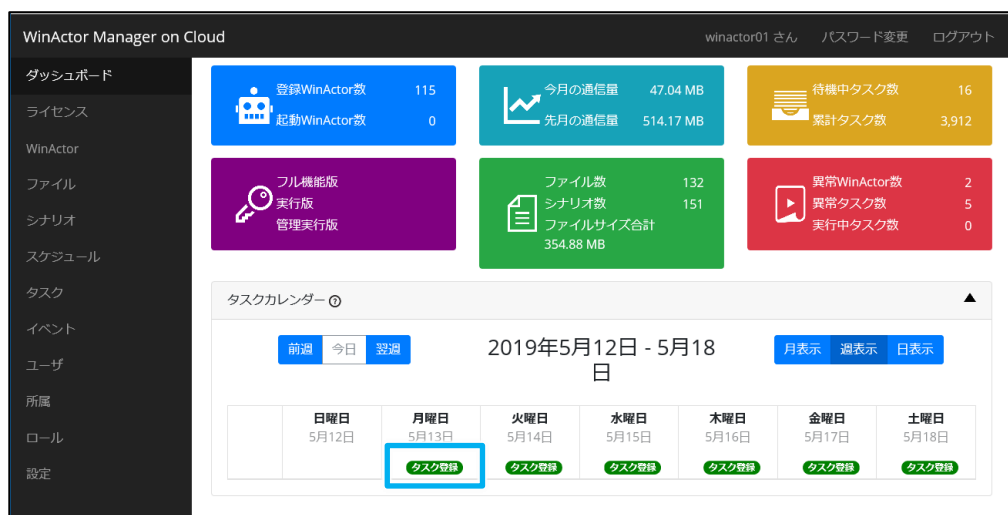 WinActor Manager on Cloud
winactor01 さん パスワード変更 ログアウト
ダッシュボード
ライセンス
WinActor
ファイル
シナリオ
スケジュール
タスク
イベント
ユーザ
所属
ロール
設定
登録WinActor数 115
起動WinActor数 0
今月の通信量 47.04 MB
先月の通信量 514.17 MB
待機中タスク数 16
累計タスク数 3,912
フル機能版
実行版
管理実行版
ファイル数 132
シナリオ数 151
ファイルサイズ合計
354.88 MB
異常WinActor数 2
異常タスク数 5
実行中タスク数 0
タスクカレンダー ?
前週 今日 翌週
2019年5月12日 - 5月18
日
月表示 週表示 日表示
日曜日 月曜日 火曜日 水曜日 木曜日 金曜日 土曜日
5月12日 5月13日 5月14日 5月15日 5月16日 5月17日 5月18日
タスク登録 タスク登録 タスク登録 タスク登録 タスク登録 タスク登録